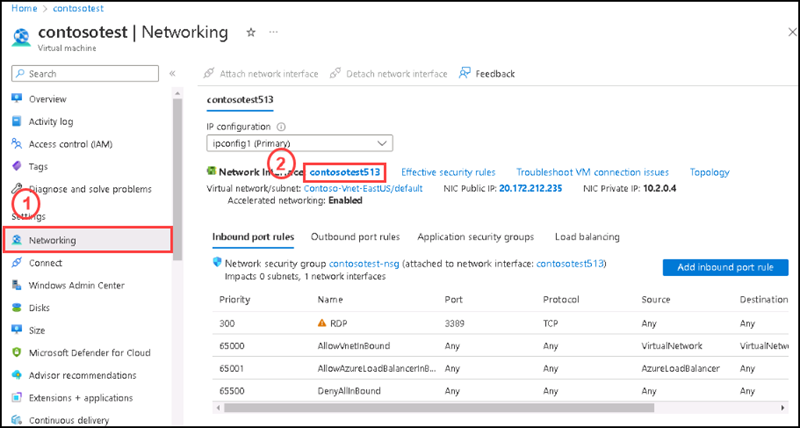 Home > contosotest
contosotest | Networking
Virtual machine
Search
Attach network interface Detach network interface Feedback
Overview
Activity log
Access control (IAM)
Tags
Diagnose and solve problems
1
Settings
Networking
Connect
Windows Admin Center
Disks
Size
Microsoft Defender for Cloud
Advisor recommendations
Extensions + applications
Continuous delivery
contosotest513
IP configuration
ipconfig1 (Primary)
2
Network Interface: contosotest513 Effective security rules Troubleshoot VM connection issues Topology
Virtual network/subnet: Contoso-Vnet-EastUS/default NIC Public IP: 20.172.212.235 NIC Private IP: 10.2.0.4
Accelerated networking: Enabled
Inbound port rules Outbound port rules Application security groups Load balancing
Network security group contosotest-nsg (attached to network interface: contosotest513)
Impacts 0 subnets, 1 network interfaces
Add inbound port rule
Priority Name Port Protocol Source Destination
300 RDP 3389 TCP Any Any
65000 AllowVnetInBound Any Any VirtualNetwork VirtualNetw
65001 AllowAzureLoadBalancerInB... Any Any AzureLoadBalancer Any
65500 DenyAllInBound Any Any Any Any